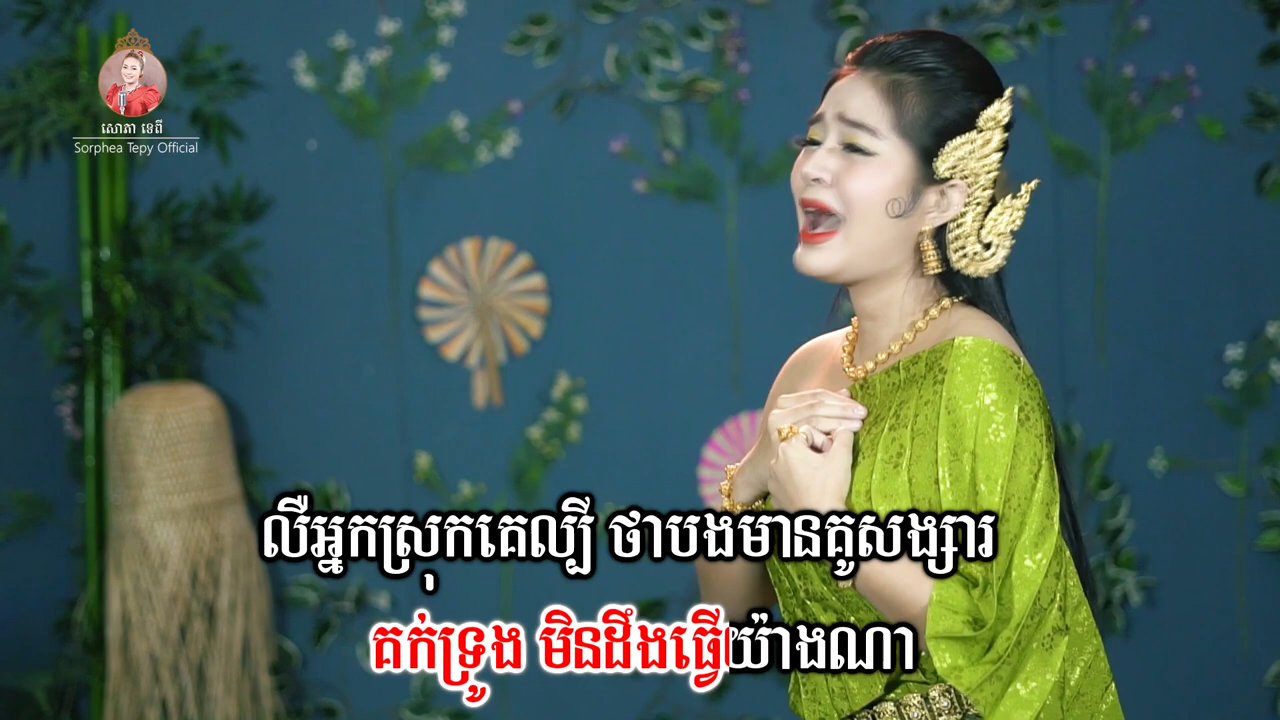 សោភា ទេពី
Sorphea Tepy Official
លឺអ្នកស្រុកគេល្បី ថាបងមានគូសង្សារ
គក់ទ្រូង មិនដឹងធ្វើយ៉ាងណា